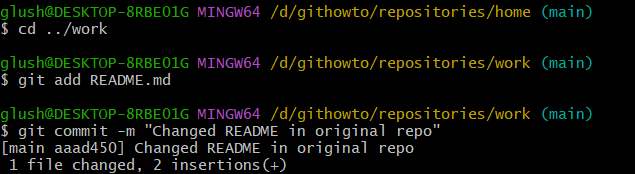 glush@DESKTOP-8RBE01G MINGW64 /d/githowto/repositories/home (main)
$ cd ../work
glush@DESKTOP-8RBE01G MINGW64 /d/githowto/repositories/work (main)
$ git add README.md
glush@DESKTOP-8RBE01G MINGW64 /d/githowto/repositories/work (main)
$ git commit -m "Changed README in original repo"
[main aaad450] Changed README in original repo
 1 file changed, 2 insertions(+)